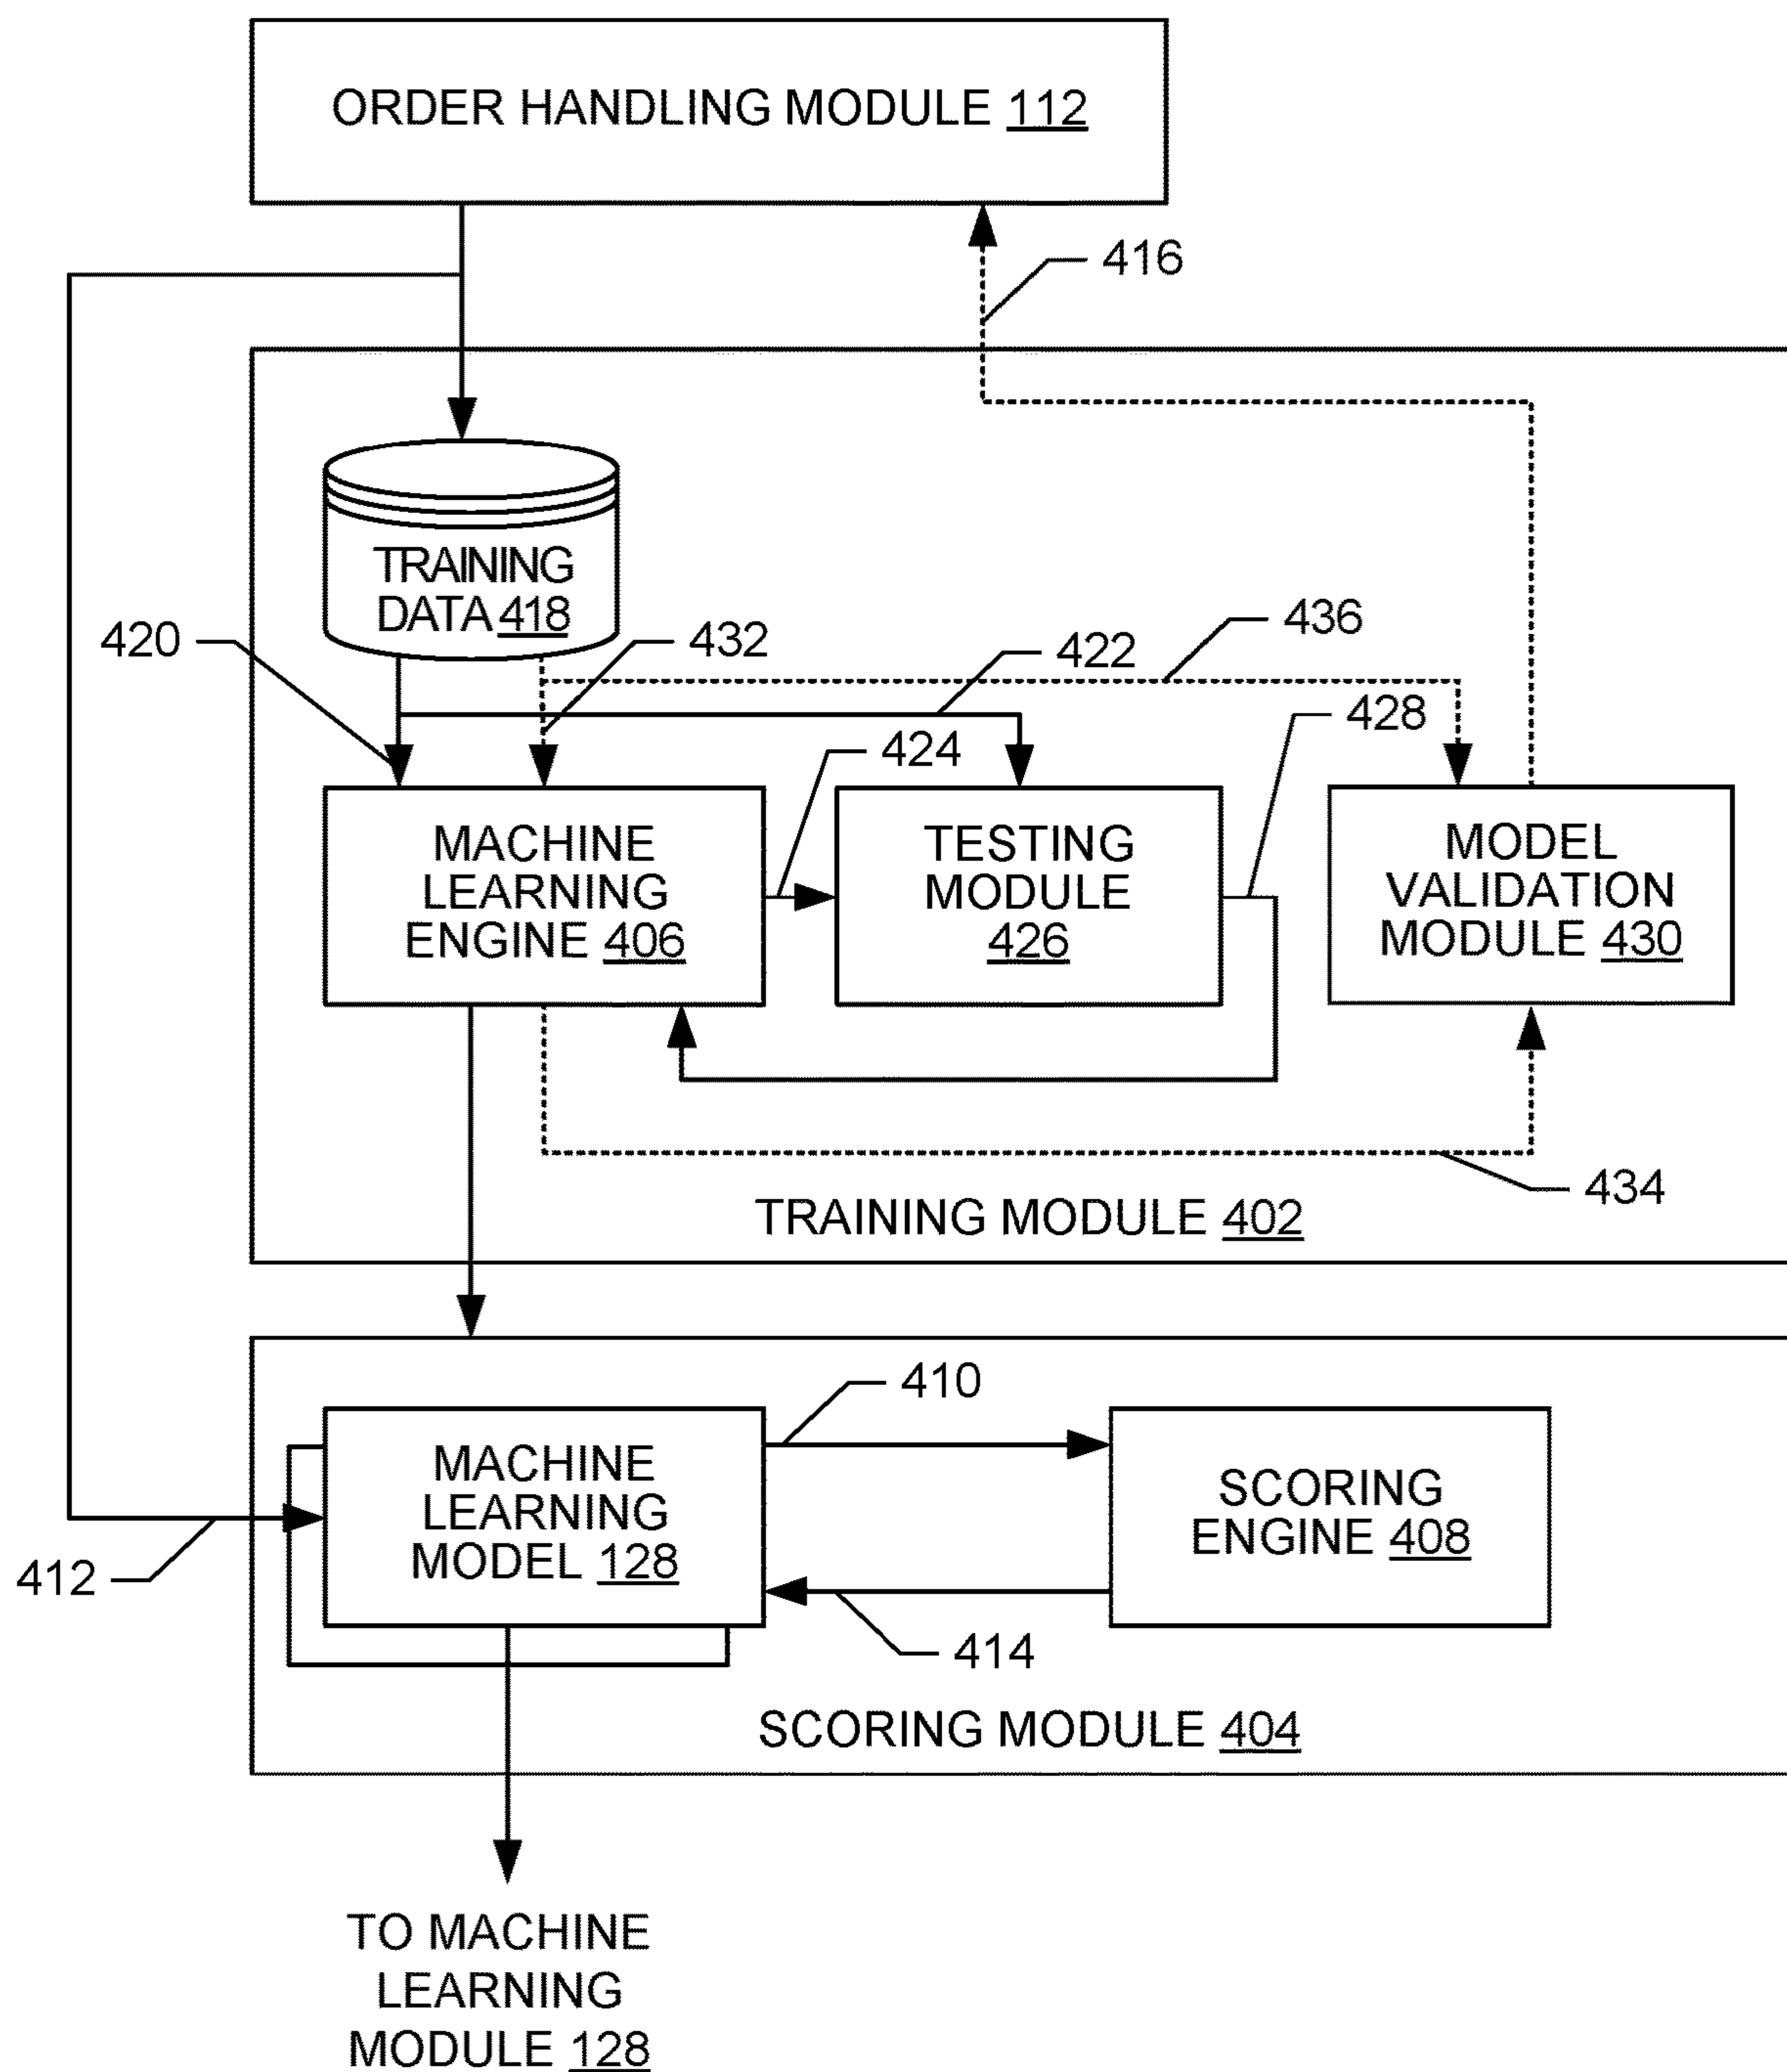 ORDER HANDLING MODULE 112
416
TRAINING
DATA 418
420
432
422
436
428
424
MACHINE
LEARNING
ENGINE 406
TESTING
MODULE
426
MODEL
VALIDATION
MODULE 430
434
TRAINING MODULE 402
410
MACHINE
LEARNING
MODEL 128
SCORING
ENGINE 408
412
414
SCORING MODULE 404
TO MACHINE
LEARNING
MODULE 128